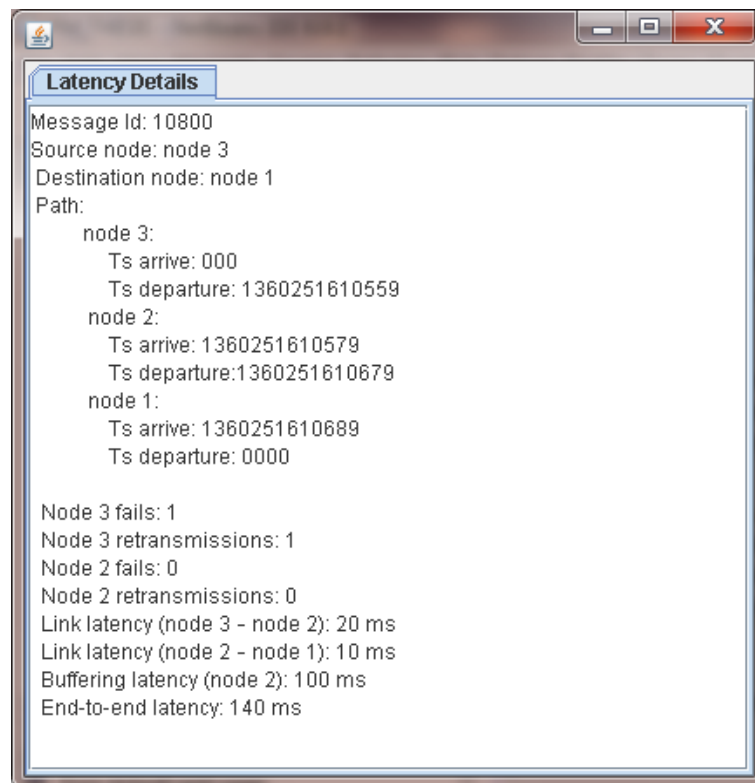 Latency Details
Message Id: 10800
Source node: node 3
Destination node: node 1
Path:
node 3:
Ts arrive: 000
Ts departure: 1360251610559
node 2:
Ts arrive: 1360251610579
Ts departure:1360251610679
node 1:
Ts arrive: 1360251610689
Ts departure: 0000
Node 3 fails: 1
Node 3 retransmissions: 1
Node 2 fails: 0
Node 2 retransmissions: 0
Link latency (node 3 - node 2): 20 ms
Link latency (node 2 - node 1): 10 ms
Buffering latency (node 2): 100 ms
End-to-end latency: 140 ms